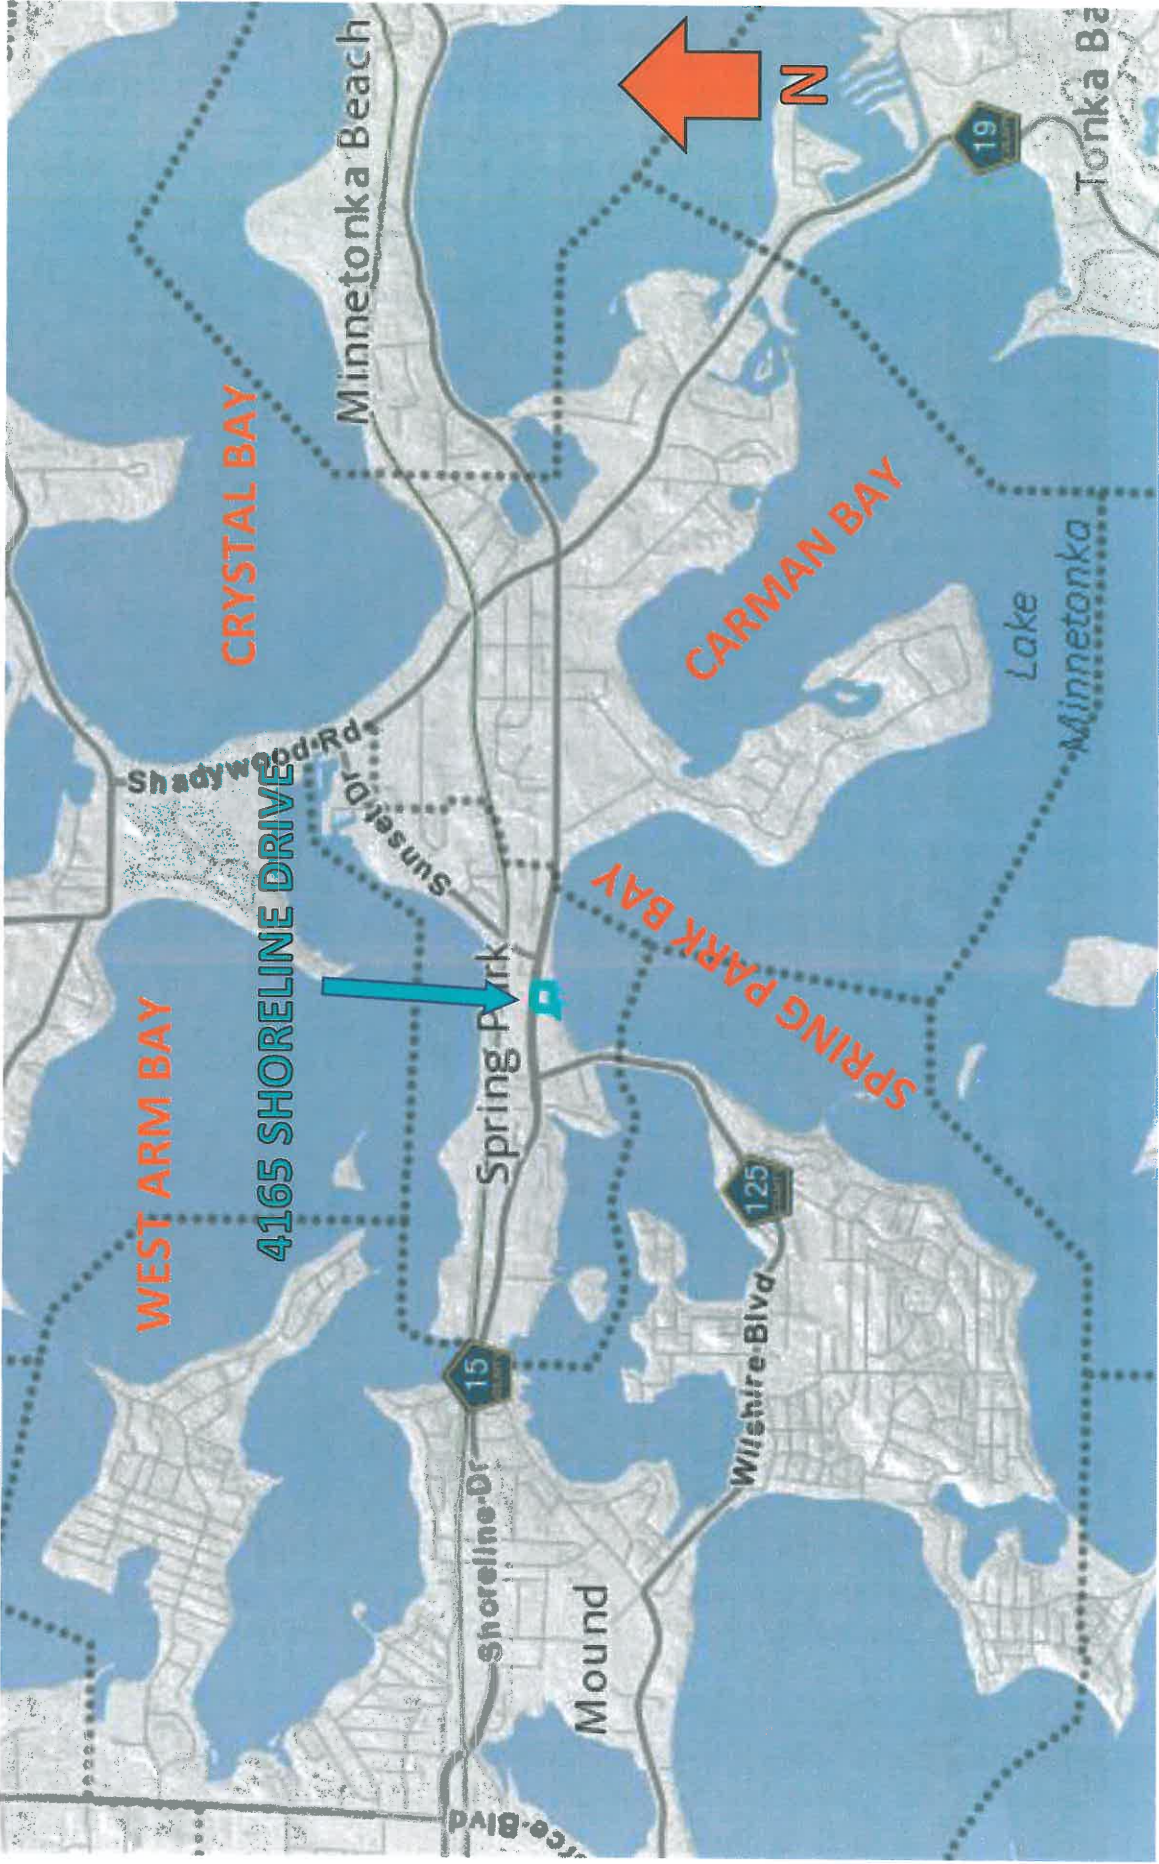 WEST ARM BAY
CRYSTAL BAY
Shadywood Rd
4165 SHORELINE DRIVE
Minnetonka Beach
Sunset Dr
Spring Park
15
Shoreline Dr
rce Blvd
Mound
SPRING PARK BAY
CARMAN BAY
N
Wilshire Blvd
125
19
Lake
Minnetonka
Tonka Ba